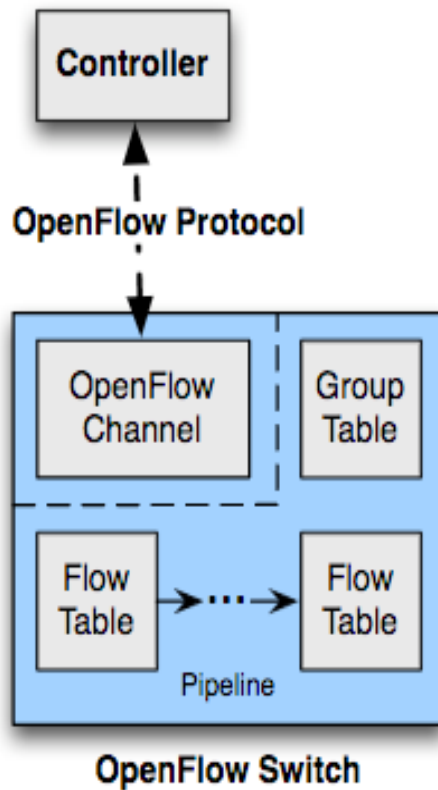 Controller
OpenFlow Protocol
OpenFlow
Channel
Group
Table
Flow
Table
...
Flow
Table
Pipeline
OpenFlow Switch